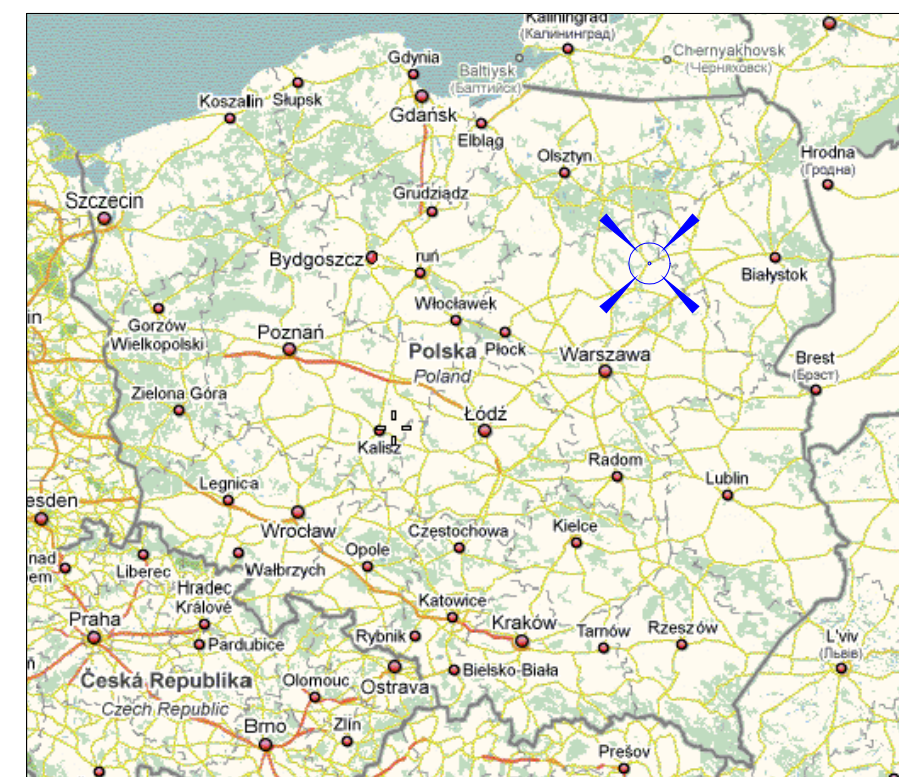 Kaliningrad
(Калининград)
Chernyakhovsk
(Черняховск)
Gdynia
Baltiysk
(Балтийск)
Koszalin
Słupsk
Gdańsk
Elbląg
Olsztyn
Hrodna
(Гродна)
Szczecin
Grudziądz
Bydgoszcz
ruń
Białystok
Włocławek
Gorzów
Wielkopolski
Poznań
Polska
Płock
Warszawa
Poland
Brest
(Брэст)
Zielona Góra
Łódź
Kalisz
Radom
Legnica
Lublin
esden
Wrocław
Częstochowa
Kielce
Opole
nad
em
Liberec
Wałbrzych
Hradec
Králové
Katowice
Praha
Kraków
Tarnów
Rzeszów
Pardubice
Rybnik
L'viv
(Львів)
Bielsko-Biała
Česká Republika
Olomouc
Ostrava
Czech Republic
Brno
Zlín
Prešov